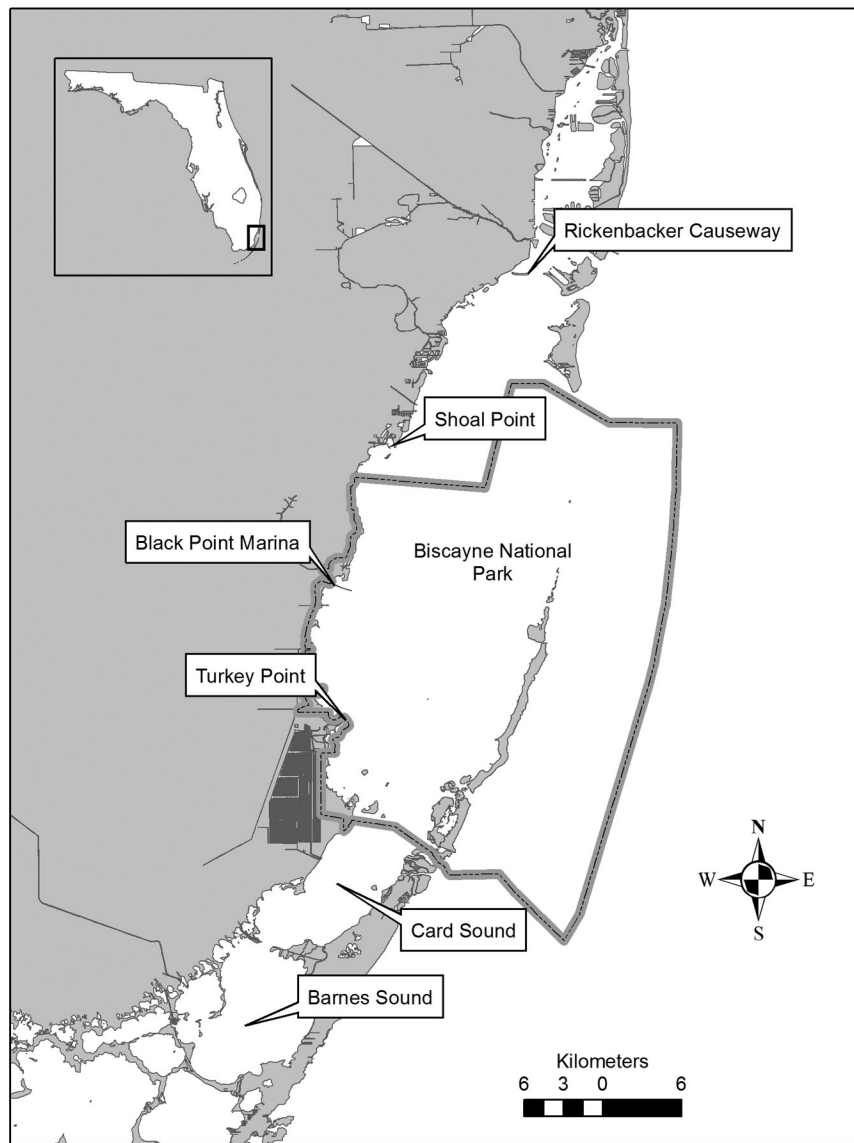 Rickenbacker Causeway
Shoal Point
Black Point Marina
Biscayne National
Park
Turkey Point
N
W E
S
Card Sound
Barnes Sound
Kilometers
6 3 0 6